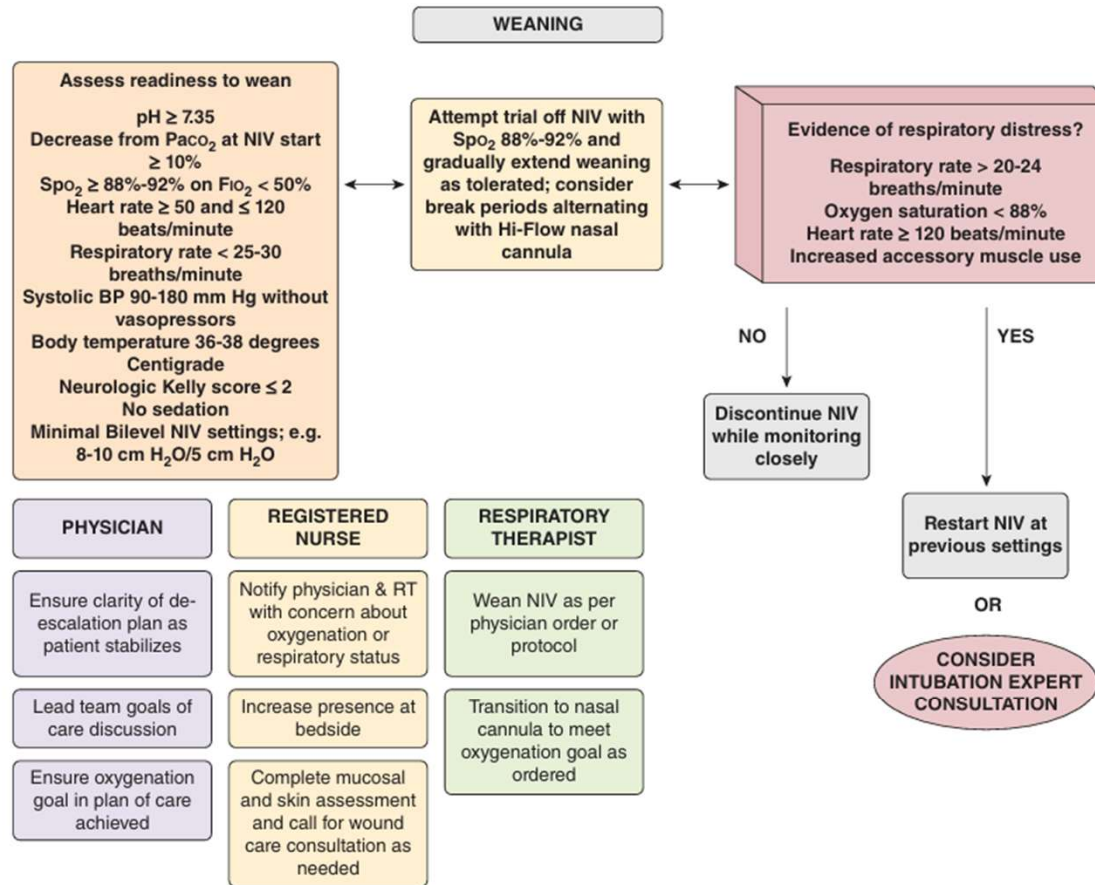 WEANING
Assess readiness to wean
pH ≥ 7.35
Decrease from PaCO₂ at NIV start
≥ 10%
SpO₂ ≥ 88%-92% on FIO₂ < 50%
Heart rate ≥ 50 and ≤ 120
beats/minute
Respiratory rate < 25-30
breaths/minute
Systolic BP 90-180 mm Hg without
vasopressors
Body temperature 36-38 degrees
Centigrade
Neurologic Kelly score ≤ 2
No sedation
Minimal Bilevel NIV settings; e.g.
8-10 cm H₂O/5 cm H₂O
Attempt trial off NIV with
SpO₂ 88%-92% and
gradually extend weaning
as tolerated; consider
break periods alternating
with Hi-Flow nasal
cannula
Evidence of respiratory distress?
Respiratory rate > 20-24
breaths/minute
Oxygen saturation < 88%
Heart rate ≥ 120 beats/minute
Increased accessory muscle use
NO
YES
Discontinue NIV
while monitoring
closely
Restart NIV at
previous settings
OR
CONSIDER
INTUBATION EXPERT
CONSULTATION
PHYSICIAN
Ensure clarity of de-
escalation plan as
patient stabilizes
Lead team goals of
care discussion
Ensure oxygenation
goal in plan of care
achieved
REGISTERED
NURSE
Notify physician & RT
with concern about
oxygenation or
respiratory status
Increase presence at
bedside
Complete mucosal
and skin assessment
and call for wound
care consultation as
needed
RESPIRATORY
THERAPIST
Wean NIV as per
physician order or
protocol
Transition to nasal
cannula to meet
oxygenation goal as
ordered